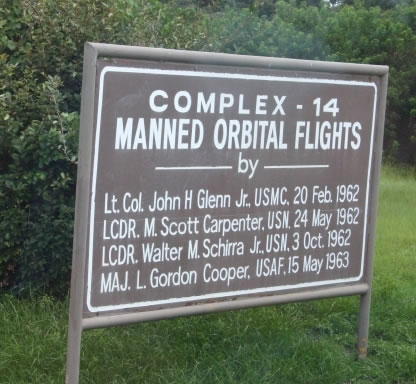 COMPLEX - 14
MANNED ORBITAL FLIGHTS
by
Lt. Col. John H Glenn Jr., USMC, 20 Feb. 1962
LCDR. M. Scott Carpenter, USN, 24 May 1962
LCDR. Walter M. Schirra Jr., USN, 3 Oct. 1962
MAJ. L. Gordon Cooper, USAF, 15 May 1963